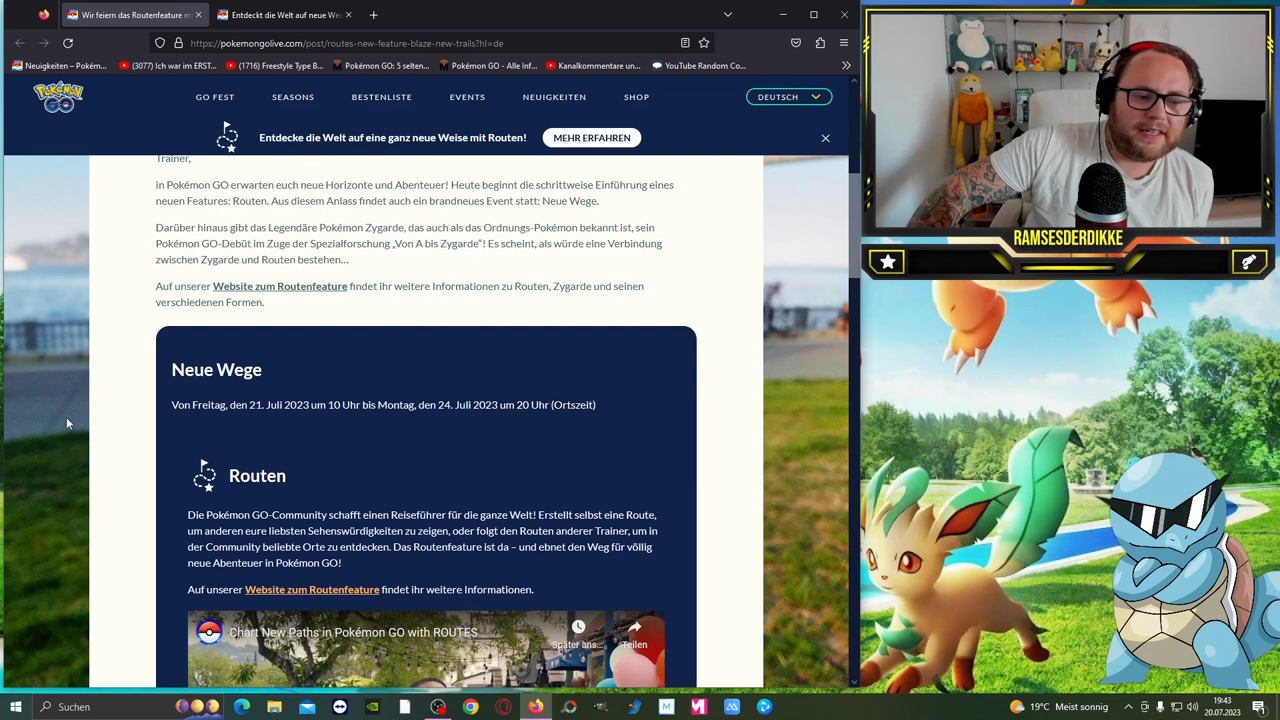 Wir feiern das Routenfeature m
Entdeckt die Welt auf eine ganz neue Wei
https://pokemongolive.com/post/routes-new-feature-blaze-new-trails?hl=de
Neuigkeiten – Pokém...
(3077) Ich war im ERST...
(1716) Freestyle Type B...
Pokémon GO: 5 selten...
Pokémon GO - Alle Inf...
Kanalkommentare un...
YouTube Random Co...
POKÉMON GO
GO FEST
SEASONS
BESTENLISTE
EVENTS
NEUIGKEITEN
SHOP
DEUTSCH
Entdecke die Welt auf eine ganz neue Weise mit Routen!
MEHR ERFAHREN
Trainer,
in Pokémon GO erwarten euch neue Horizonte und Abenteuer! Heute beginnt die schrittweise Einführung eines
neuen Features: Routen. Aus diesem Anlass findet auch ein brandneues Event statt: Neue Wege.
Darüber hinaus gibt das Legendäre Pokémon Zygarde, das auch als das Ordnungs-Pokémon bekannt ist, sein
Pokémon GO-Debüt im Zuge der Spezialforschung „Von A bis Zygarde“! Es scheint, als würde eine Verbindung
zwischen Zygarde und Routen bestehen...
Auf unserer Website zum Routenfeature findet ihr weitere Informationen zu Routen, Zygarde und seinen
verschiedenen Formen.
Neue Wege
Von Freitag, den 21. Juli 2023 um 10 Uhr bis Montag, den 24. Juli 2023 um 20 Uhr (Ortszeit)
Routen
Die Pokémon GO-Community schafft einen Reiseführer für die ganze Welt! Erstellt selbst eine Route,
um anderen eure liebsten Sehenswürdigkeiten zu zeigen, oder folgt den Routen anderer Trainer, um in
der Community beliebte Orte zu entdecken. Das Routenfeature ist da – und ebnet den Weg für völlig
neue Abenteuer in Pokémon GO!
Auf unserer Website zum Routenfeature findet ihr weitere Informationen.
Chart New Paths in Pokémon GO with ROUTES
Später ans...
Teilen
RAMSESDERDIKKE
Suchen
19°C Meist sonnig
19:43
20.07.2023